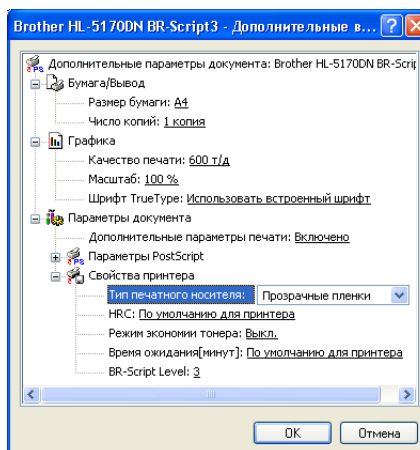 Brother HL-5170DN BR-Script3 - Дополнительные в...
Дополнительные параметры документа: Brother HL-5170DN BR-Scrip
Бумага/Вывод
Размер бумаги: A4
Число копий: 1 копия
Графика
Качество печати: 600 т/д
Масштаб: 100 %
Шрифт TrueType: Использовать встроенный шрифт
Параметры документа
Дополнительные параметры печати: Включено
Параметры PostScript
Свойства принтера
Тип печатного носителя: Прозрачные пленки
HRC: По умолчанию для принтера
Режим экономии тонера: Выкл.
Время ожидания[минут]: По умолчанию для принтера
BR-Script Level: 3
OK Отмена